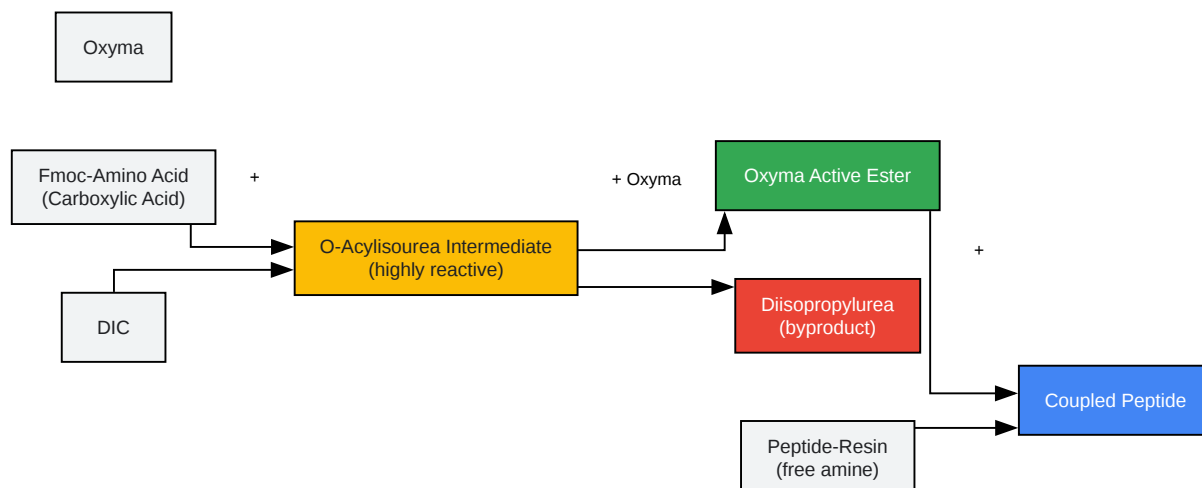 Oxyma
Fmoc-Amino Acid
(Carboxylic Acid)
+
+ Oxyma
Oxyma Active Ester
O-Acylisourea Intermediate
(highly reactive)
+
DIC
Diisopropylurea
(byproduct)
Coupled Peptide
Peptide-Resin
(free amine)